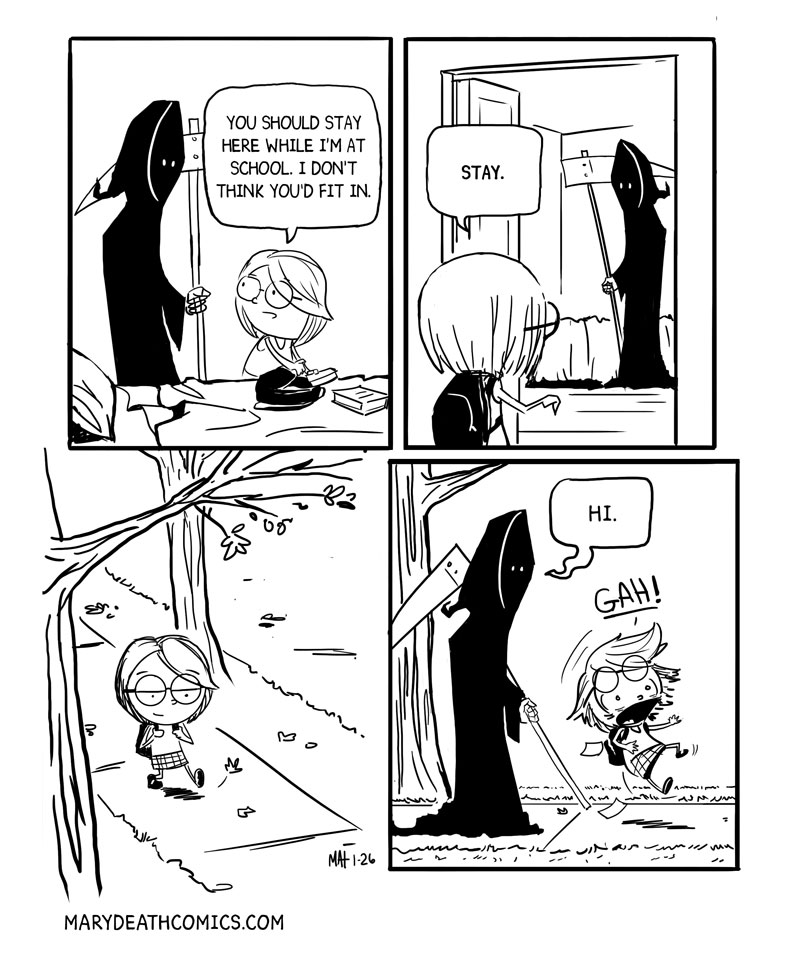 YOU SHOULD STAY
HERE WHILE I'M AT
SCHOOL. I DON'T
THINK YOU'D FIT IN.
STAY.
HI.
GAH!
MAT 1-26
MARYDEATHCOMICS.COM